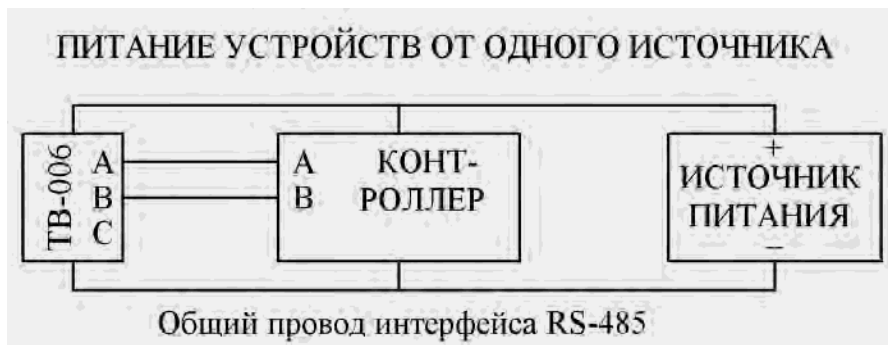 ПИТАНИЕ УСТРОЙСТВ ОТ ОДНОГО ИСТОЧНИКА
ТВ-006
A
B
C
A
B
КОНТ-
РОЛЛЕР
+
ИСТОЧНИК
ПИТАНИЯ
–
Общий провод интерфейса RS-485